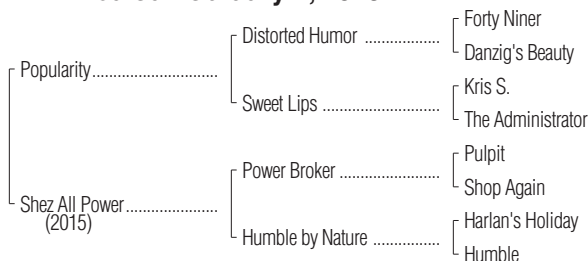 Forty Niner
Distorted Humor ..................
Danzig's Beauty
Popularity..............................
Kris S.
Sweet Lips ............................
The Administrator
Pulpit
Power Broker ........................
Shop Again
Shez All Power......................
(2015)
Harlan's Holiday
Humble by Nature ................
Humble